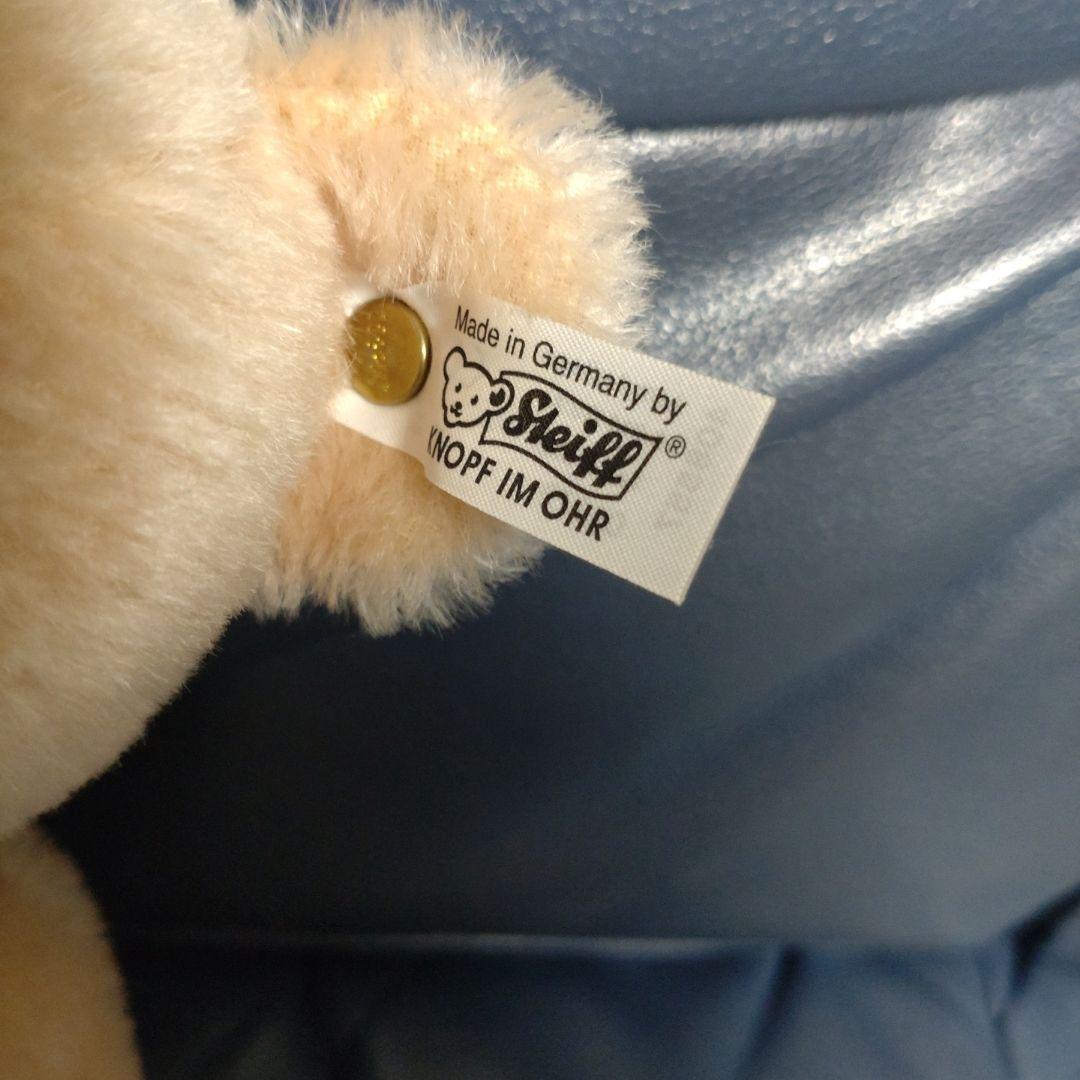 Made in Germany by
Steiff®
KNOPF IM OHR